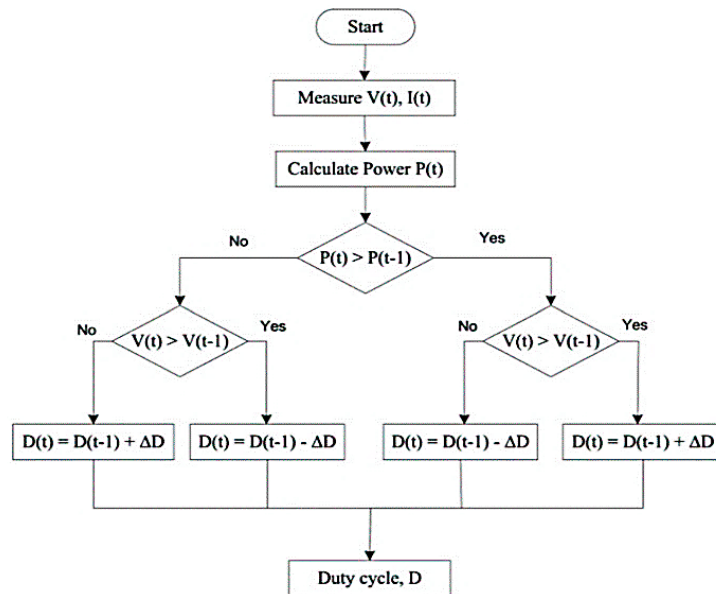 Start
Measure V(t), I(t)
Calculate Power P(t)
No
Yes
P(t) > P(t-1)
No
V(t) > V(t-1)
Yes
No
V(t) > V(t-1)
Yes
D(t) = D(t-1) + ΔD
D(t) = D(t-1) - ΔD
D(t) = D(t-1) - ΔD
D(t) = D(t-1) + ΔD
Duty cycle, D